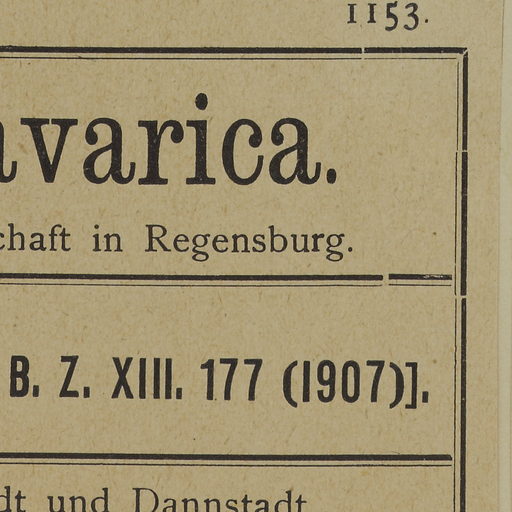 1153.
avarica.
chaft in Regensburg.
B. Z. XIII. 177 (1907)].
dt und Dannstadt